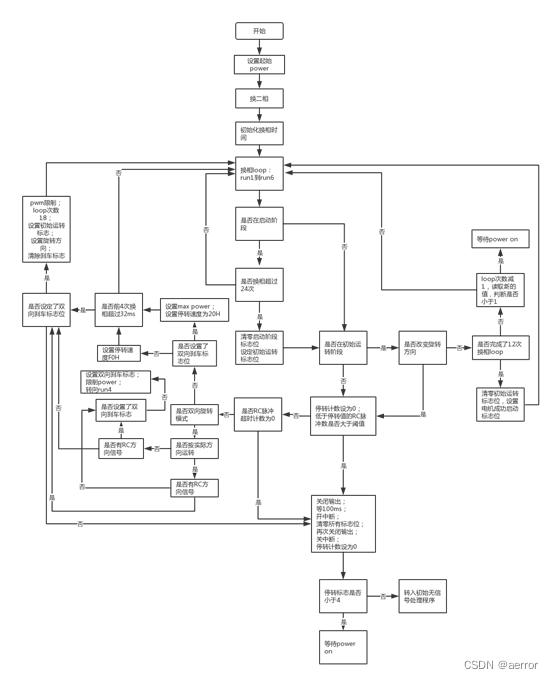 开始
设置起始
power
换二相
初始化换相时
间
换相loop：
run1到run6
否
pwm限制；
loop次数
18；
设置初始运转
标志；
设置旋转方
向；
清除刹车标志
是否在启动阶
段
否
否
否
等待power on
是
是
是
是否换相超过
24次
loop次数减
1，读取新的
值，判断是否
小于1
是否设定了双
向刹车标志位
是
是否前4次换
相超过32ms
设置max power；
设置停转速度为20H
是
是
否
清零启动阶段
标志位
设定初始运转
标志位
是否在初始运
转阶段
是
是否改变旋转
方向
否
是否完成了12次
换相loop
设置停转速
度F0H
否
是否设置了
双向刹车标
志位
设置双向刹车标志；
限制power；
转向run4
否
是
是
清零初始运转
标志位，设置
电机成功启动
标志位
是否设置了双
向刹车标志
否
是否双向旋转
模式
否
是否RC脉冲
超时计数为0
否
停转计数设为0；
低于停转值的RC脉
冲数是否大于阈值
是
是
否
是否有RC方
向信号
否
是否按实际方
向运转
是
是
否
是否有RC方
向信号
是
是
否
关闭输出；
等100ms；
开中断；
清零所有标志位；
再次关闭输出；
关中断；
停转计数设为0
停转标志是否
小于4
否
转入初始无信
号处理程序
是
等待power
on
CSDN @aerror